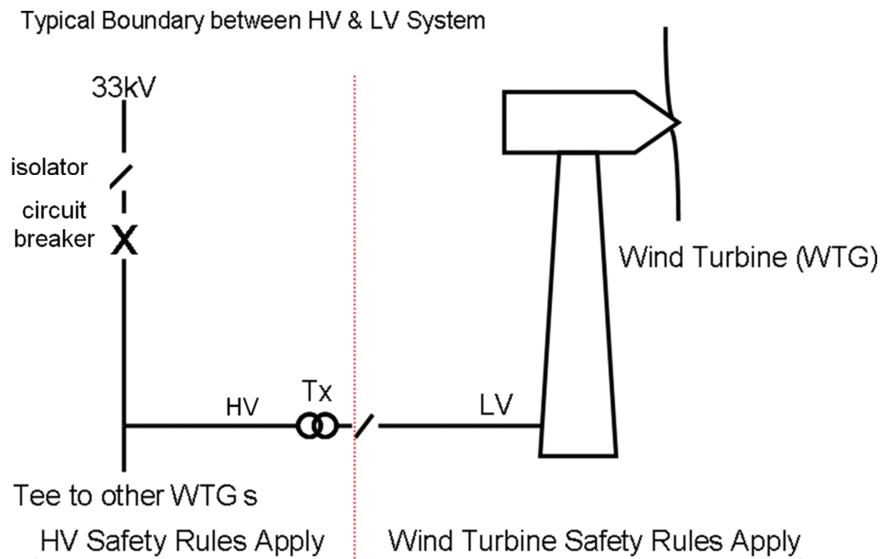 Typical Boundary between HV & LV System
33kV
isolator
circuit
breaker
Wind Turbine (WTG)
Tx
HV
LV
Tee to other WTG s
HV Safety Rules Apply
Wind Turbine Safety Rules Apply